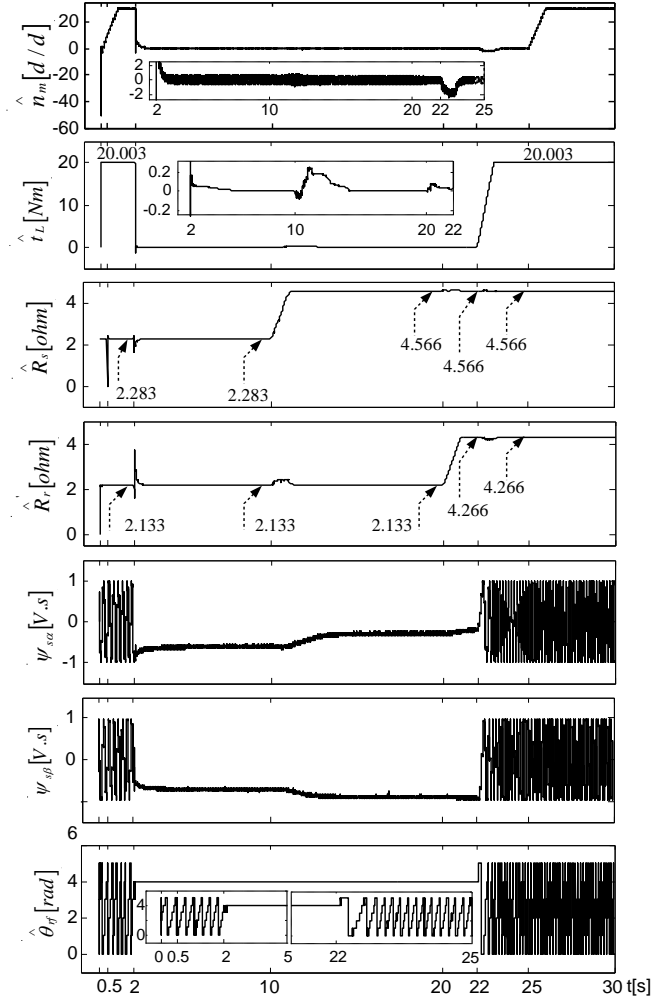 n̂m [d / d]
20
0
-20
-40
-60
2
0
-2
2 10 20 22 25
t̂L [Nm]
20
10
0
20.003 20.003
0.2
0
-0.2
2 10 20 22
R̂s [ohm]
4
2
0
2.283 2.283 4.566 4.566 4.566
R̂r' [ohm]
4
2
0
2.133 2.133 2.133 4.266 4.266
ψsα [V .s]
1
0
-1
ψsβ [V .s]
1
0
6
θ̂rf [rad]
4
2
0
4
0
0 0.5 2 5
22 25
0.5 2 10 20 22 25 30 t[s]